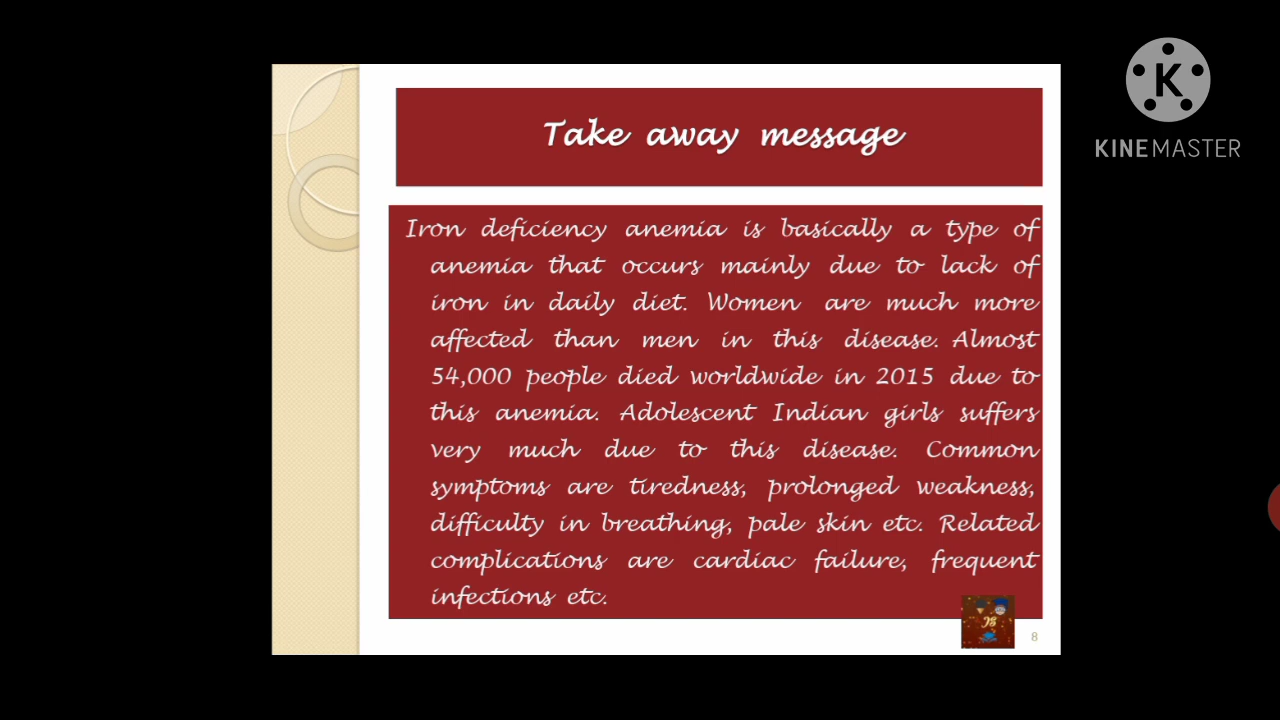 KINEMASTER
Take away message
Iron deficiency anemia is basically a type of
anemia that occurs mainly due to lack of
iron in daily diet. Women are much more
affected than men in this disease. Almost
54,000 people died worldwide in 2015 due to
this anemia. Adolescent Indian girls suffers
very much due to this disease. Common
symptoms are tiredness, prolonged weakness,
difficulty in breathing, pale skin etc. Related
complications are cardiac failure, frequent
infections etc.
8